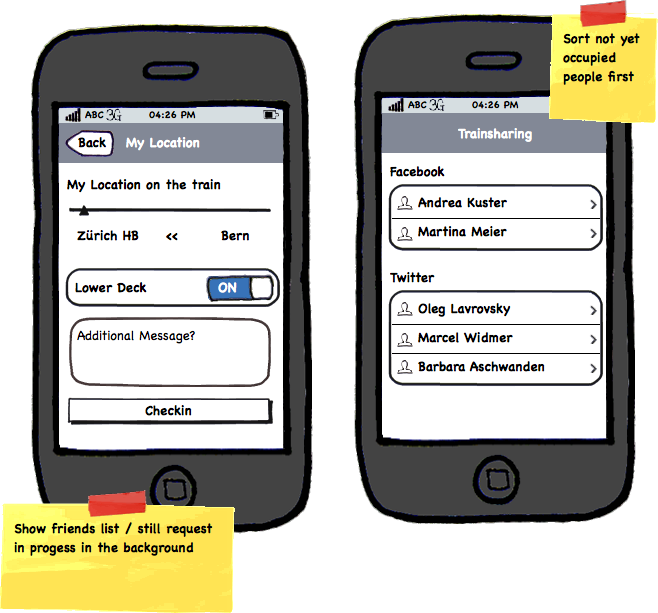 ABC 3G 04:26 PM
Back My Location
My Location on the train
Zürich HB << Bern
Lower Deck ON
Additional Message?
Checkin
Show friends list / still request
in progess in the background
Sort not yet
occupied
people first
ABC 3G 04:26 PM
Trainsharing
Facebook
Andrea Kuster
Martina Meier
Twitter
Oleg Lavrovsky
Marcel Widmer
Barbara Aschwanden